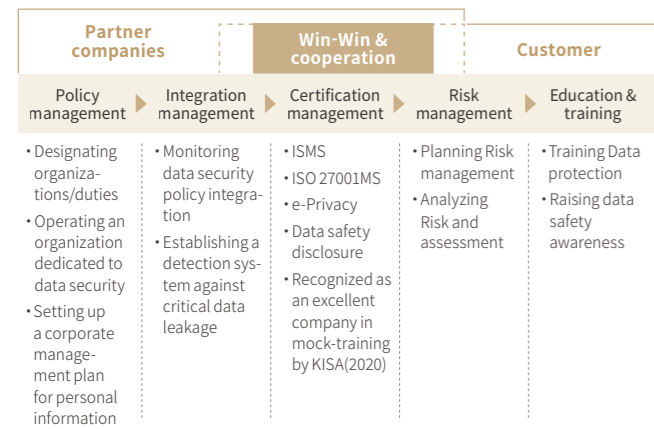 Partner
companies
Win-Win &
cooperation
Customer
Policy
management
Integration
management
Certification
management
Risk
management
Education &
training
• Designating
organiza-
tions/duties
• Operating an
organization
dedicated to
data security
• Setting up
a corporate
manage-
ment plan
for personal
information
• Monitoring
data security
policy integra-
tion
• Establishing a
detection sys-
tem against
critical data
leakage
• ISMS
• ISO 27001MS
• e-Privacy
• Data safety
disclosure
• Recognized as
an excellent
company in
mock-training
by KISA(2020)
• Planning Risk
management
• Analyzing
Risk and
assessment
• Training Data
protection
• Raising data
safety
awareness